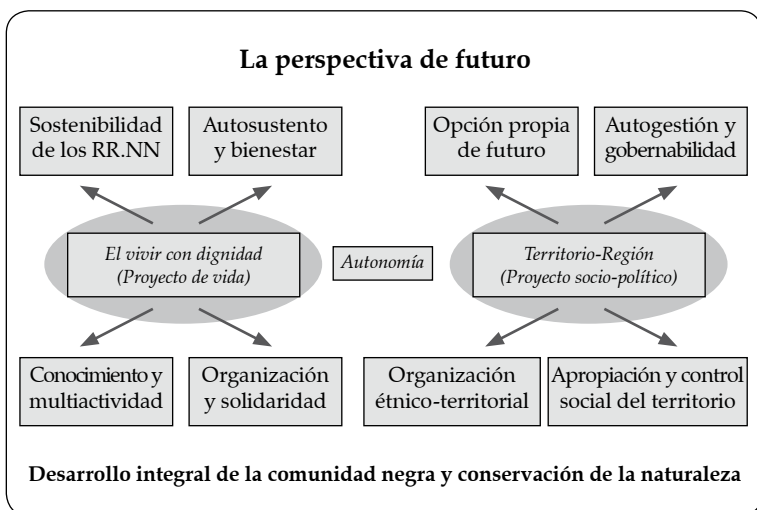 La perspectiva de futuro
Sostenibilidad
de los RR.NN
Autosustento
y bienestar
Opción propia
de futuro
Autogestión y
gobernabilidad
El vivir con dignidad
(Proyecto de vida)
Autonomía
Territorio-Región
(Proyecto socio-político)
Conocimiento y
multiactividad
Organización
y solidaridad
Organización
étnico-territorial
Apropiación y control
social del territorio
Desarrollo integral de la comunidad negra y conservación de la naturaleza